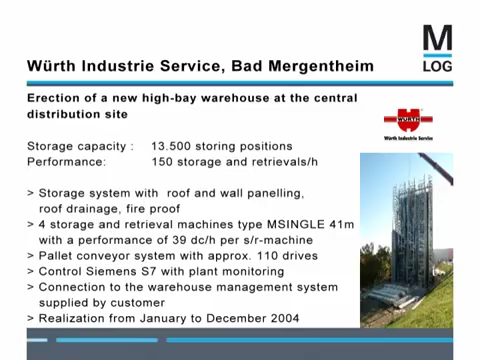 M
LOG
Würth Industrie Service, Bad Mergentheim
Erection of a new high-bay warehouse at the central
distribution site
WÜRTH
Würth Industrie Service
Storage capacity : 13.500 storing positions
Performance: 150 storage and retrievals/h
> Storage system with roof and wall panelling,
roof drainage, fire proof
> 4 storage and retrieval machines type MSINGLE 41m
with a performance of 39 dc/h per s/r-machine
> Pallet conveyor system with approx. 110 drives
> Control Siemens S7 with plant monitoring
> Connection to the warehouse management system
supplied by customer
> Realization from January to December 2004